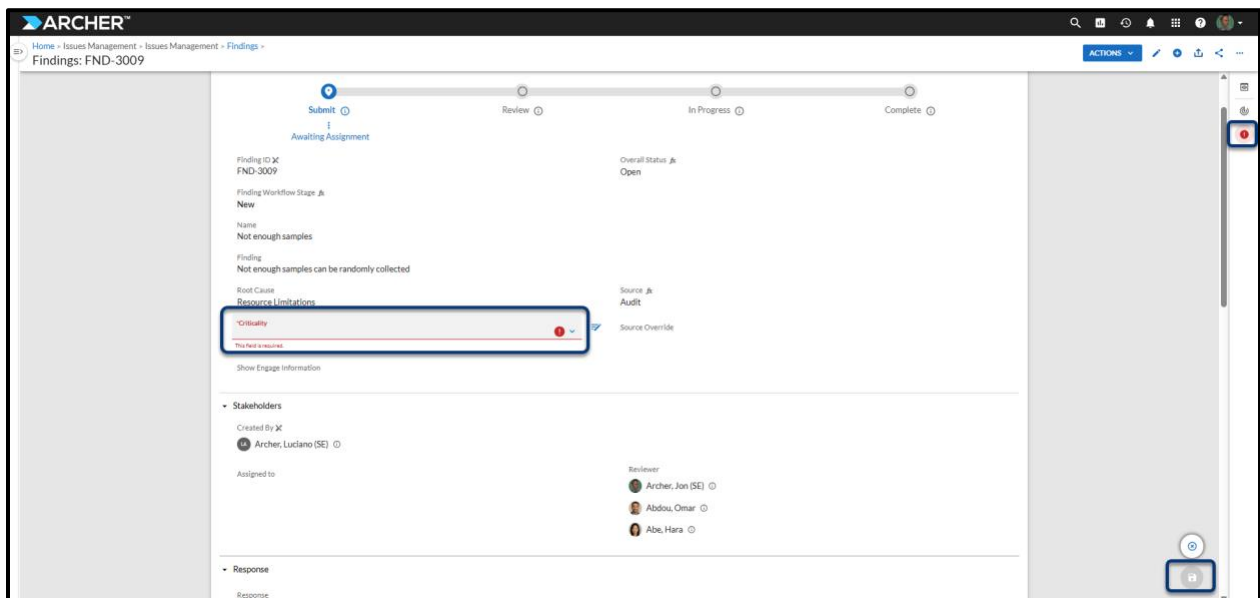 ARCHER™
Home » Issues Management » Issues Management » Findings »
Findings: FND-3009
ACTIONS
Submit
Review
In Progress
Complete
Awaiting Assignment
Finding ID
Overall Status
FND-3009
Open
Finding Workflow Stage
New
Name
Not enough samples
Finding
Not enough samples can be randomly collected
Root Cause
Source
Resource Limitations
Audit
*Criticality
Source Override
This field is required.
Show Engage Information
Stakeholders
Created By
Archer, Luciano (SE)
Assigned to
Reviewer
Archer, Jon (SE)
Abdou, Omar
Abe, Hara
Response
Response